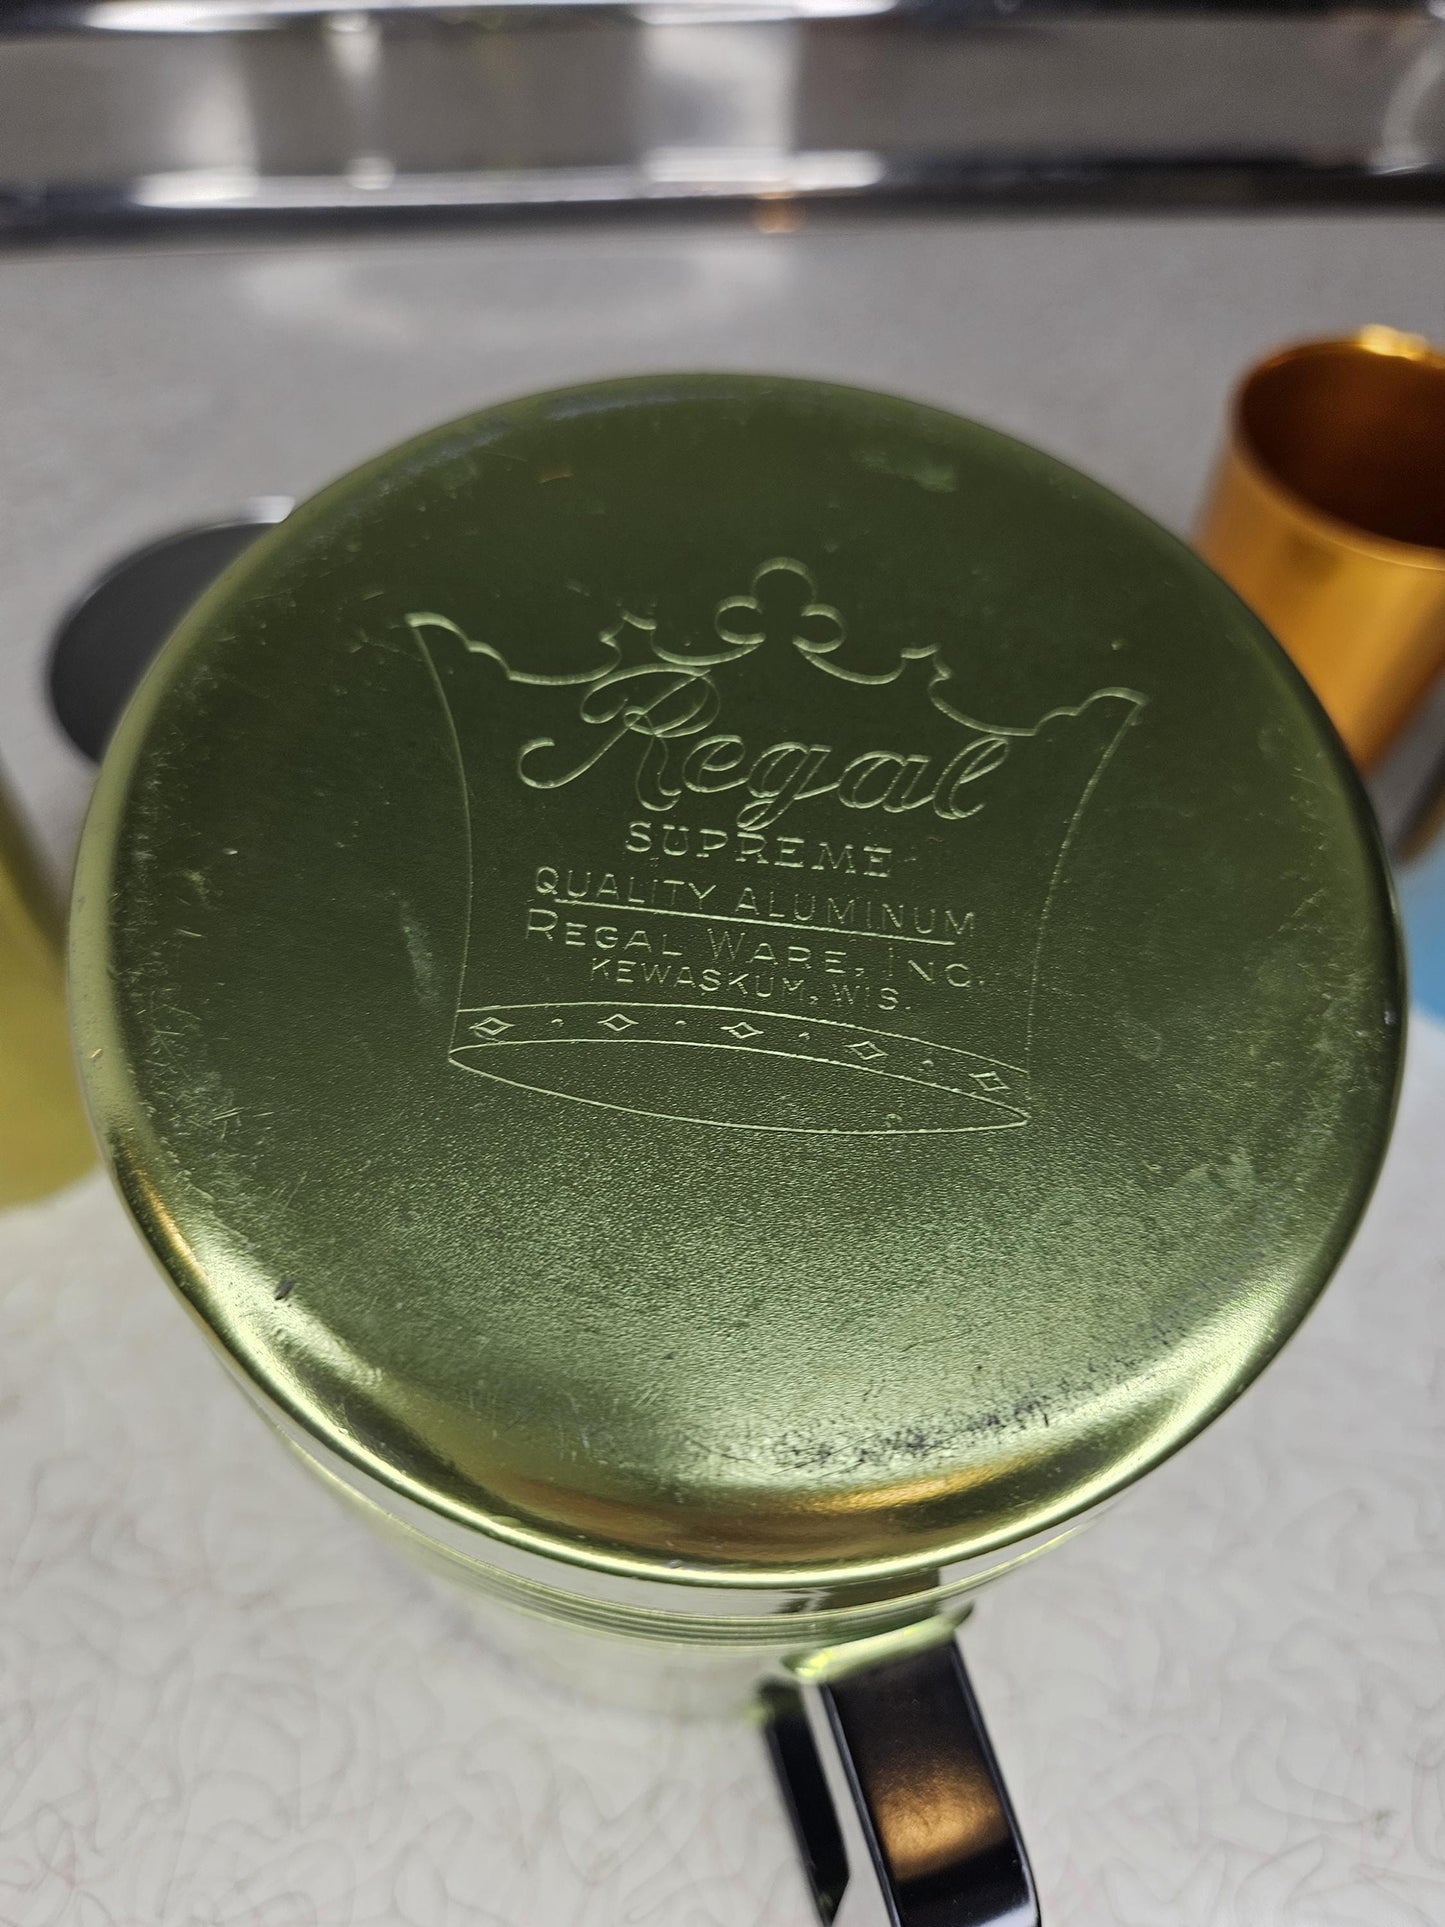 Regal
SUPREME
QUALITY ALUMINUM
REGAL WARE, INC.
KEWASKUM, WIS.